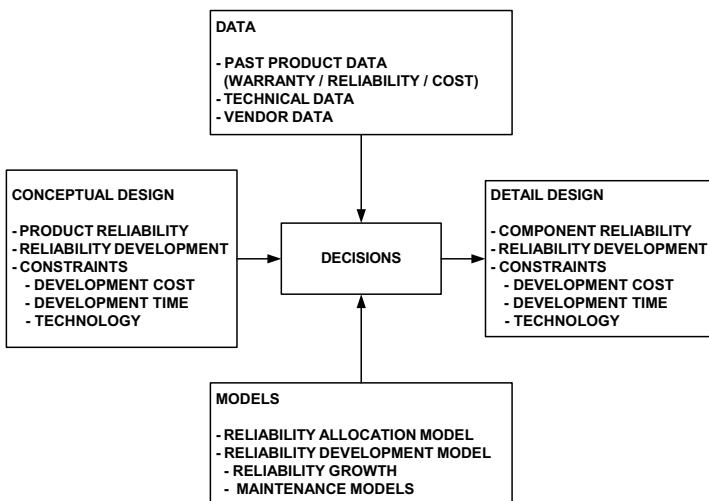 DATA
- PAST PRODUCT DATA
(WARRANTY / RELIABILITY / COST)
- TECHNICAL DATA
- VENDOR DATA
CONCEPTUAL DESIGN
- PRODUCT RELIABILITY
- RELIABILITY DEVELOPMENT
- CONSTRAINTS
- DEVELOPMENT COST
- DEVELOPMENT TIME
- TECHNOLOGY
DECISIONS
DETAIL DESIGN
- COMPONENT RELIABILITY
- RELIABILITY DEVELOPMENT
- CONSTRAINTS
- DEVELOPMENT COST
- DEVELOPMENT TIME
- TECHNOLOGY
MODELS
- RELIABILITY ALLOCATION MODEL
- RELIABILITY DEVELOPMENT MODEL
- RELIABILITY GROWTH
- MAINTENANCE MODELS